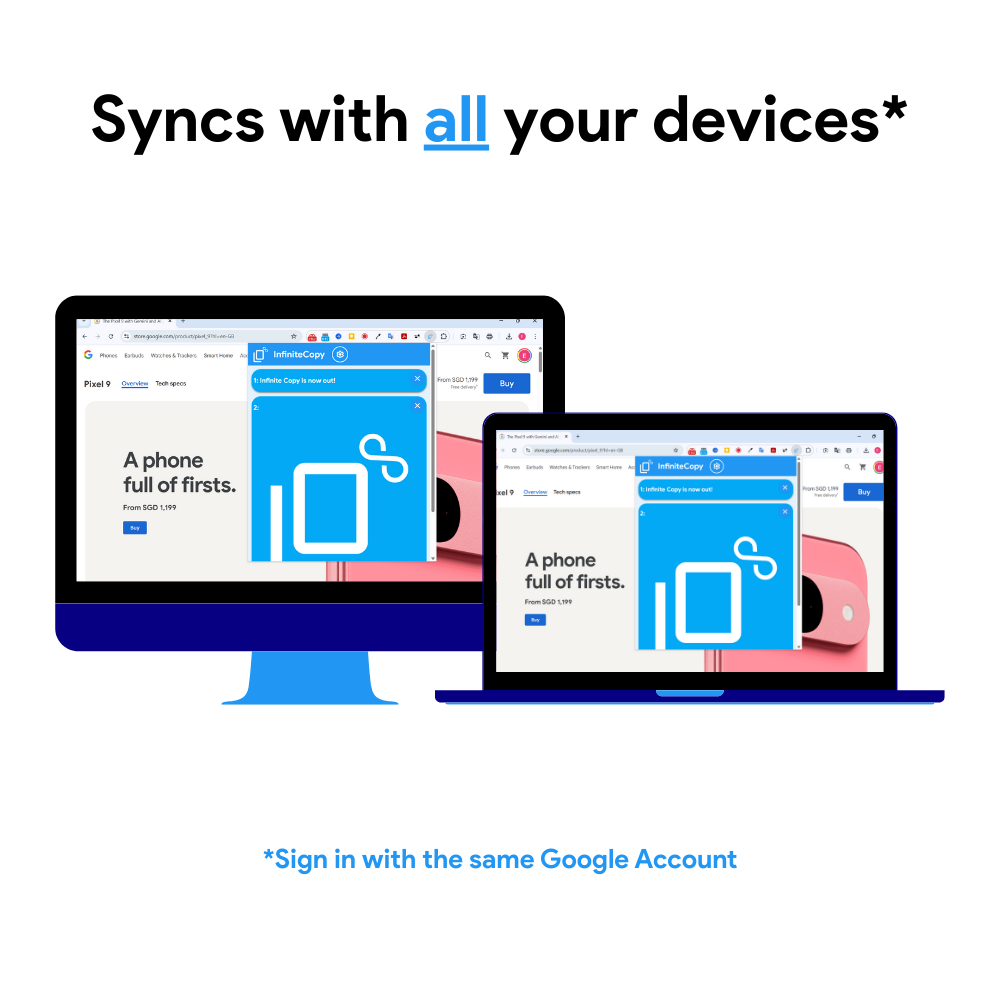 Syncs with all your devices*
The Pixel 9 with Gemini and AI
store.google.com/product/pixel_9?hl=en-GB
Phones Earbuds Watches & Trackers Smart Home
InfiniteCopy
E
Pixel 9 Overview Tech specs
1: Infinite Copy is now out!
From SGD 1,199
Free delivery
Buy
2:
A phone
full of firsts.
From SGD 1,199
Buy
The Pixel 9 with Gemini and AI
store.google.com/product/pixel_9?hl=en-GB
Phones Earbuds Watches & Trackers Smart Home
InfiniteCopy
E
xel 9 Overview Tech specs
1: Infinite Copy is now out!
From SGD 1,199
Free delivery
Buy
2:
A phone
full of firsts.
From SGD 1,199
Buy
*Sign in with the same Google Account